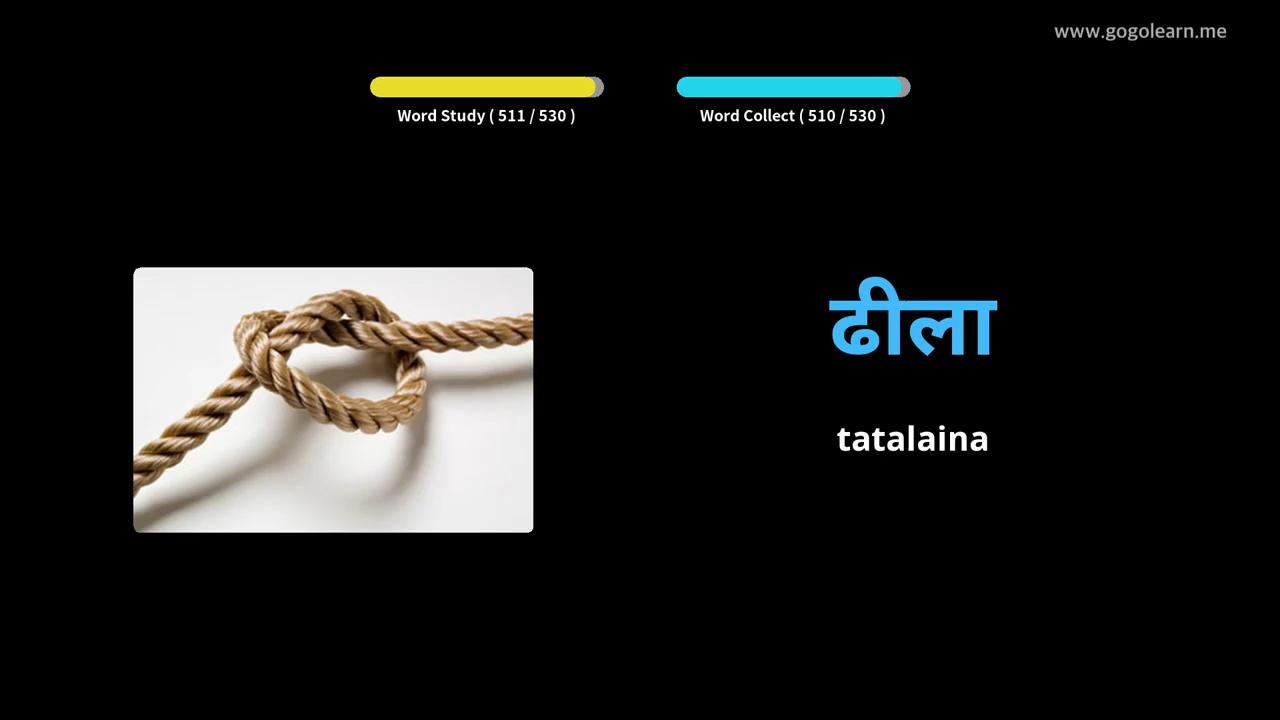 www.gogolearn.me
Word Study ( 511 / 530 )
Word Collect ( 510 / 530 )
ढीला
tatalaina